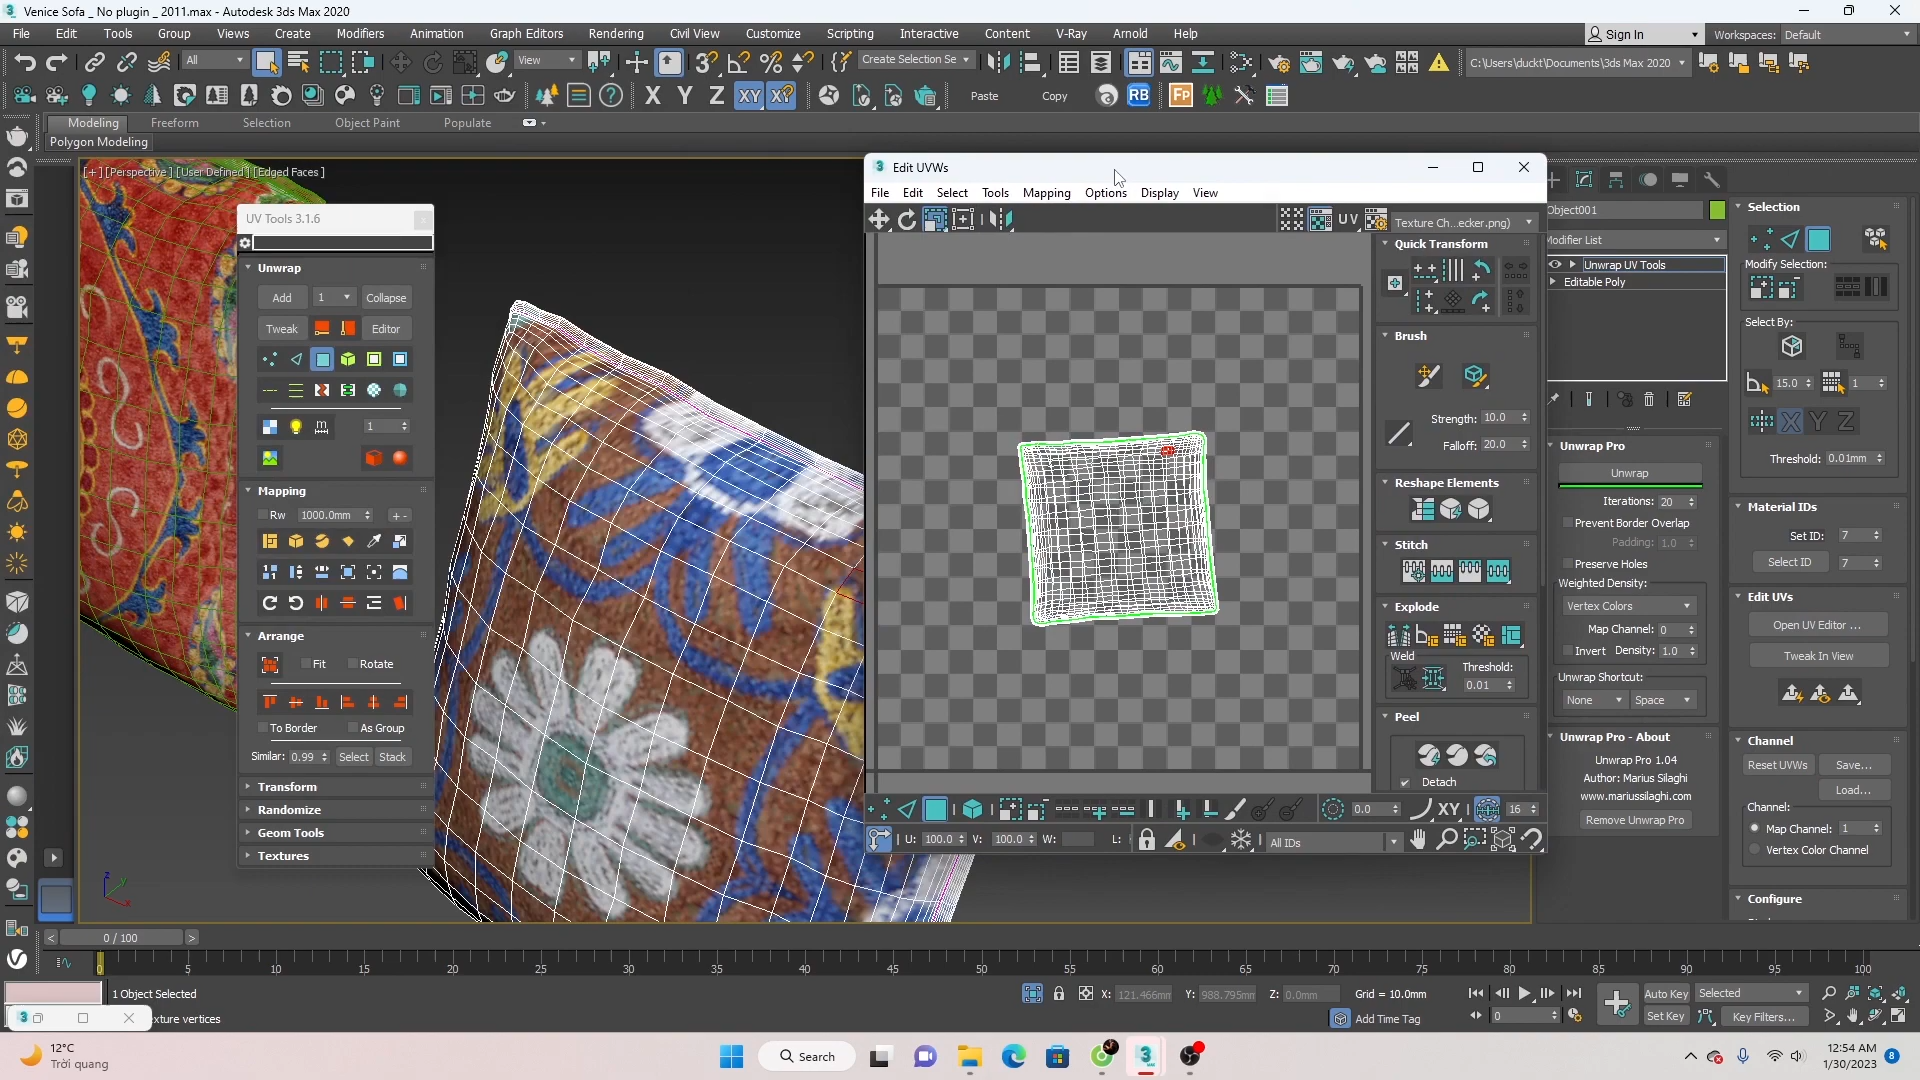 Venice Sofa _ No plugin _ 2011.max - Autodesk 3ds Max 2020
File Edit Tools Group Views Create Modifiers Animation Graph Editors Rendering Civil View Customize Scripting Interactive Content V-Ray Arnold Help
Sign In Workspaces: Default
All View Create Selection Se C:\Users\duckt\Documents\3ds Max 2020
X Y Z XY XY Paste Copy RB Fp
Modeling Freeform Selection Object Paint Populate
Polygon Modeling
[+] [Perspective ] [User Defined ] [Edged Faces ]
UV Tools 3.1.6
Unwrap
Add 1 Collapse
Tweak Editor
1
Mapping
Rw 1000.0mm + -
Arrange
Fit Rotate
To Border As Group
Similar: 0.99 Select Stack
Transform
Randomize
Geom Tools
Textures
Edit UVWs
File Edit Select Tools Mapping Options Display View
UV Texture Ch...ecker.png)
Quick Transform
Brush
Strength: 10.0
Falloff: 20.0
Reshape Elements
Stitch
Explode
Weld Threshold:
0.01
Peel
Detach
0.0 XY 16
U: 100.0 V: 100.0 W: L: All IDs
Object001
Modifier List
Unwrap UV Tools
Editable Poly
Unwrap Pro
Unwrap
Iterations: 20
Prevent Border Overlap
Padding: 1.0
Preserve Holes
Weighted Density:
Vertex Colors
Map Channel: 0
Invert Density: 1.0
Unwrap Shortcut:
None Space
Unwrap Pro - About
Unwrap Pro 1.04
Author: Marius Silaghi
www.mariussilaghi.com
Remove Unwrap Pro
Selection
Modify Selection:
Select By:
15.0 1
X Y Z
Threshold: 0.01mm
Material IDs
Set ID: 7
Select ID 7
Edit UVs
Open UV Editor ...
Tweak In View
Channel
Reset UVWs Save...
Load...
Channel:
Map Channel: 1
Vertex Color Channel
Configure
< 0 / 100 >
0 5 10 15 20 25 30 35 40 45 50 55 60 65 70 75 80 85 90 95 100
1 Object Selected
X: 121.466mm Y: 988.795mm Z: 0.0mm Grid = 10.0mm
Auto Key Selected
exture vertices
Add Time Tag
0 Set Key Key Filters...
12°C
Trời quang
Search
12:54 AM
1/30/2023
8